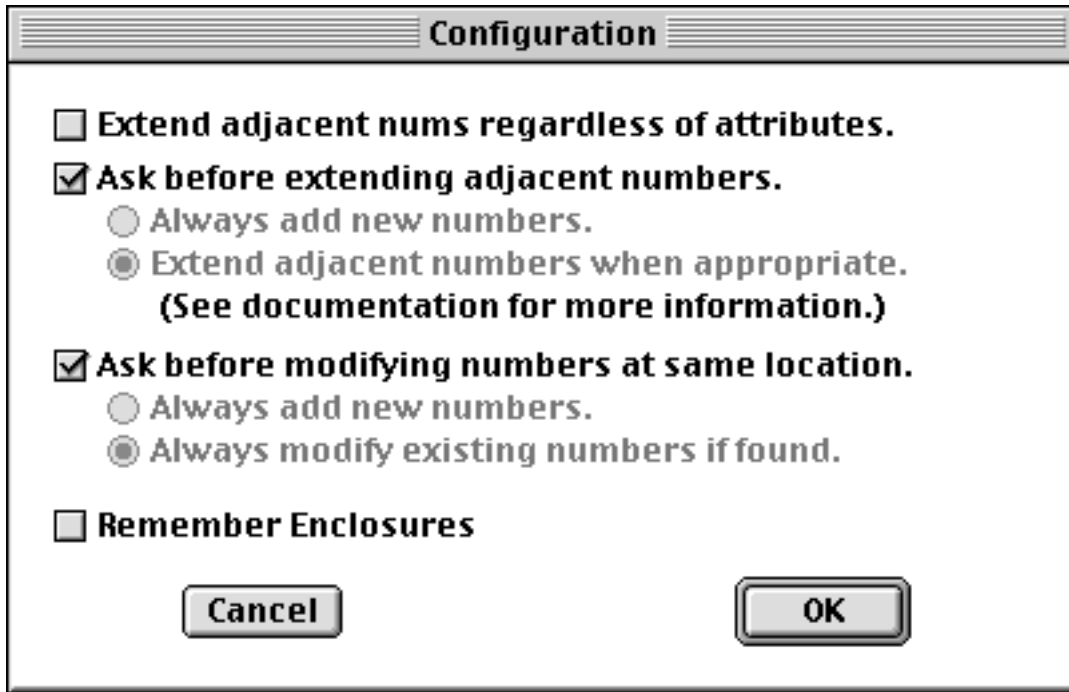 Configuration
Extend adjacent nums regardless of attributes.
Ask before extending adjacent numbers.
Always add new numbers.
Extend adjacent numbers when appropriate.
(See documentation for more information.)
Ask before modifying numbers at same location.
Always add new numbers.
Always modify existing numbers if found.
Remember Enclosures
Cancel
OK